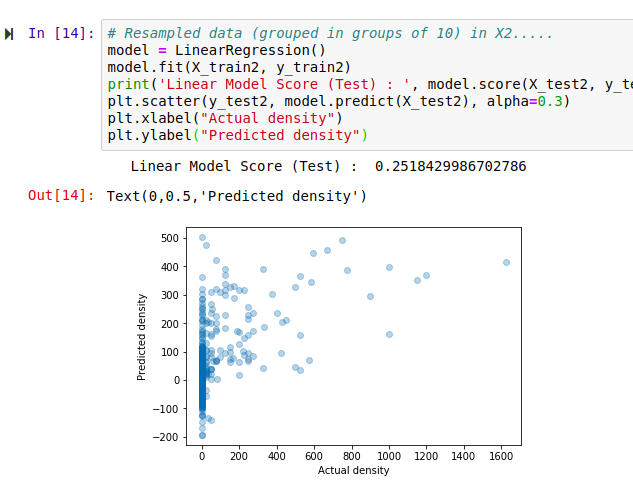 In [14]: # Resampled data (grouped in groups of 10) in X2.....
model = LinearRegression()
model.fit(X_train2, y_train2)
print('Linear Model Score (Test) : ', model.score(X_test2, y_te
plt.scatter(y_test2, model.predict(X_test2), alpha=0.3)
plt.xlabel("Actual density")
plt.ylabel("Predicted density")
Linear Model Score (Test) :  0.2518429986702786
Out[14]: Text(0,0.5,'Predicted density')
500
400
300
200
100
0
−100
−200
Predicted density
0 200 400 600 800 1000 1200 1400 1600
Actual density